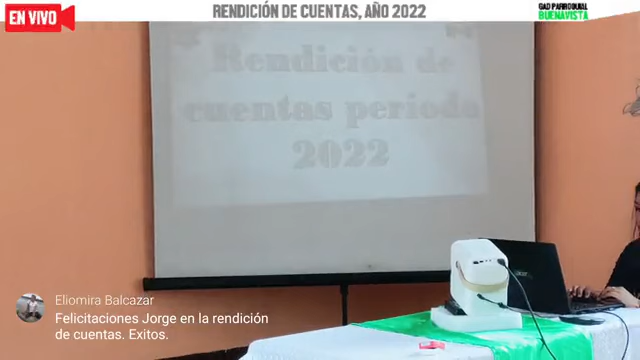 EN VIVO
RENDICIÓN DE CUENTAS, AÑO 2022
GAD PARROQUIAL
BUENAVISTA
Rendición de
cuentas periodo
2022
acer
Eliomira Balcazar
Felicitaciones Jorge en la rendición
de cuentas. Exitos.